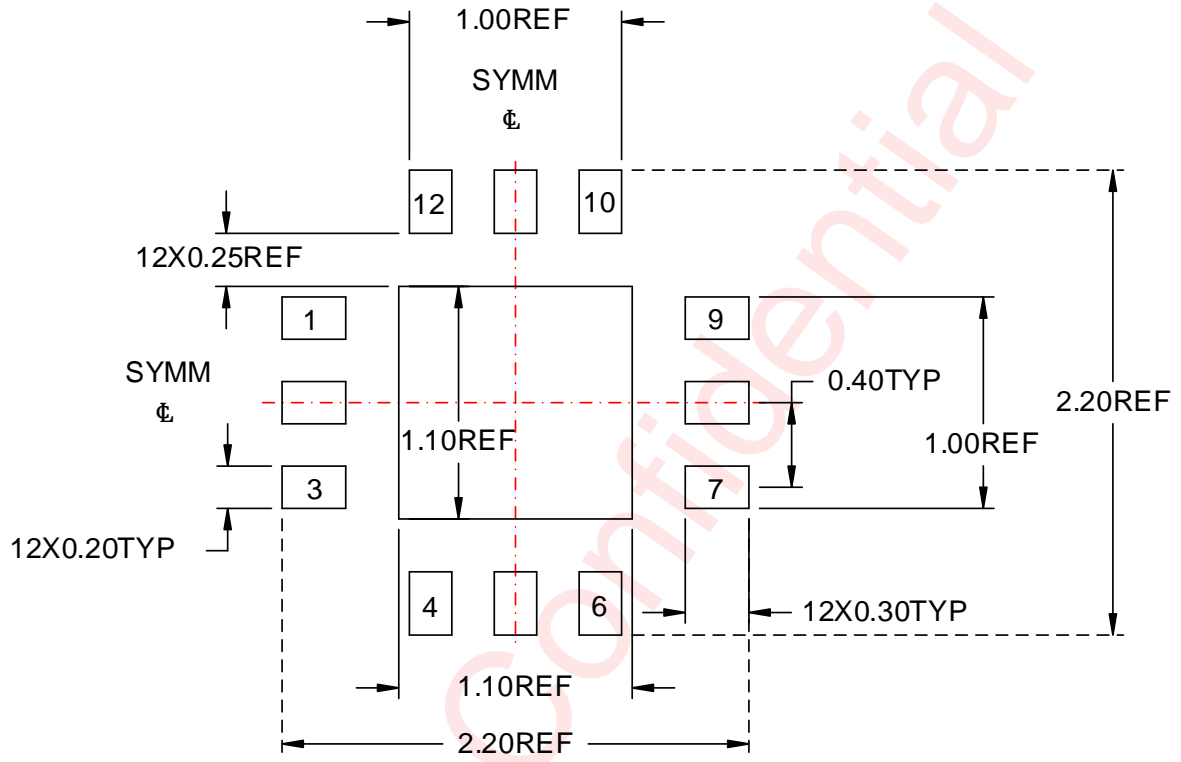 1.00REF
SYMM
℄
12
10
12X0.25REF
1
9
SYMM
℄
0.40TYP
2.20REF
1.10REF
1.00REF
3
7
12X0.20TYP
4
6
12X0.30TYP
1.10REF
2.20REF
Confidential